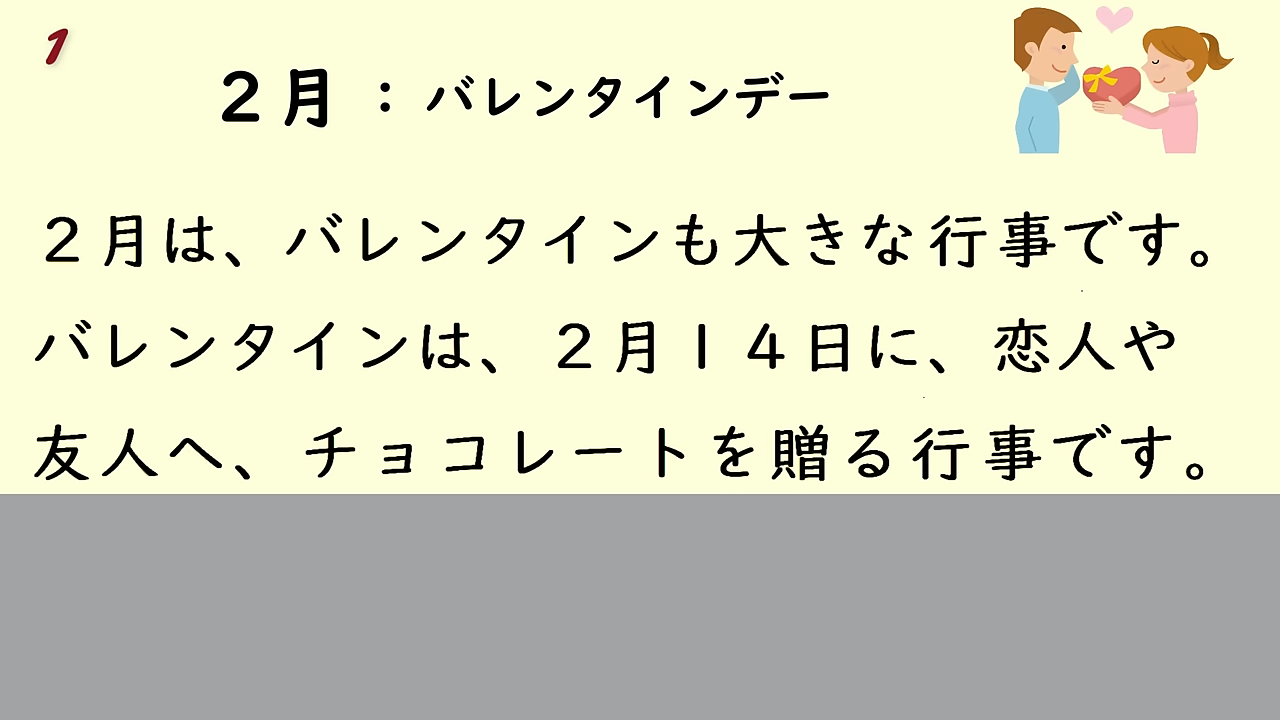 1
２月：バレンタインデー
２月は、バレンタインも大きな行事です。
バレンタインは、２月１４日に、恋人や
友人へ、チョコレートを贈る行事です。